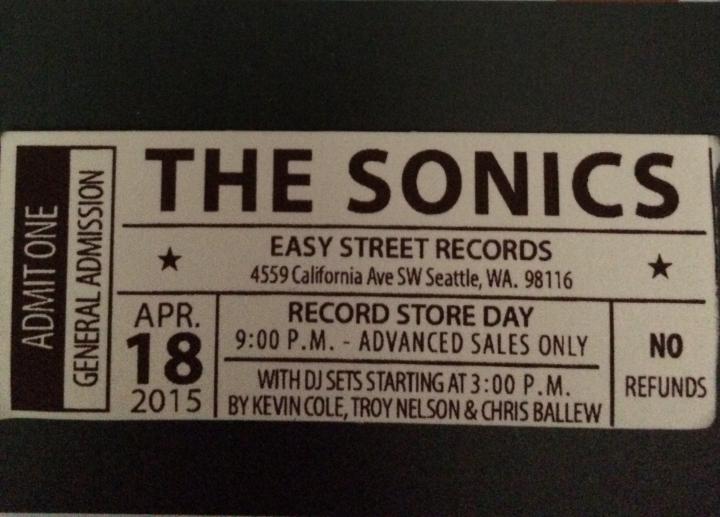 ADMIT ONE
GENERAL ADMISSION
THE SONICS
EASY STREET RECORDS
4559 California Ave SW Seattle, WA. 98116
APR.
18
2015
RECORD STORE DAY
9:00 P.M. - ADVANCED SALES ONLY
WITH DJ SETS STARTING AT 3:00 P.M.
BY KEVIN COLE, TROY NELSON & CHRIS BALLEW
NO
REFUNDS